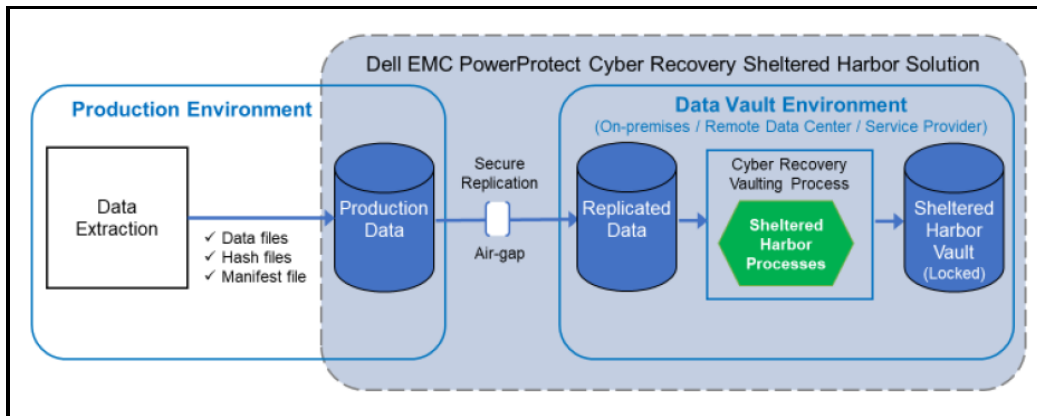 Dell EMC PowerProtect Cyber Recovery Sheltered Harbor Solution
Production Environment
Data
Extraction
✓ Data files
✓ Hash files
✓ Manifest file
Production
Data
Secure
Replication
Air-gap
Data Vault Environment
(On-premises / Remote Data Center / Service Provider)
Replicated
Data
Cyber Recovery
Vaulting Process
Sheltered
Harbor
Processes
Sheltered
Harbor
Vault
(Locked)